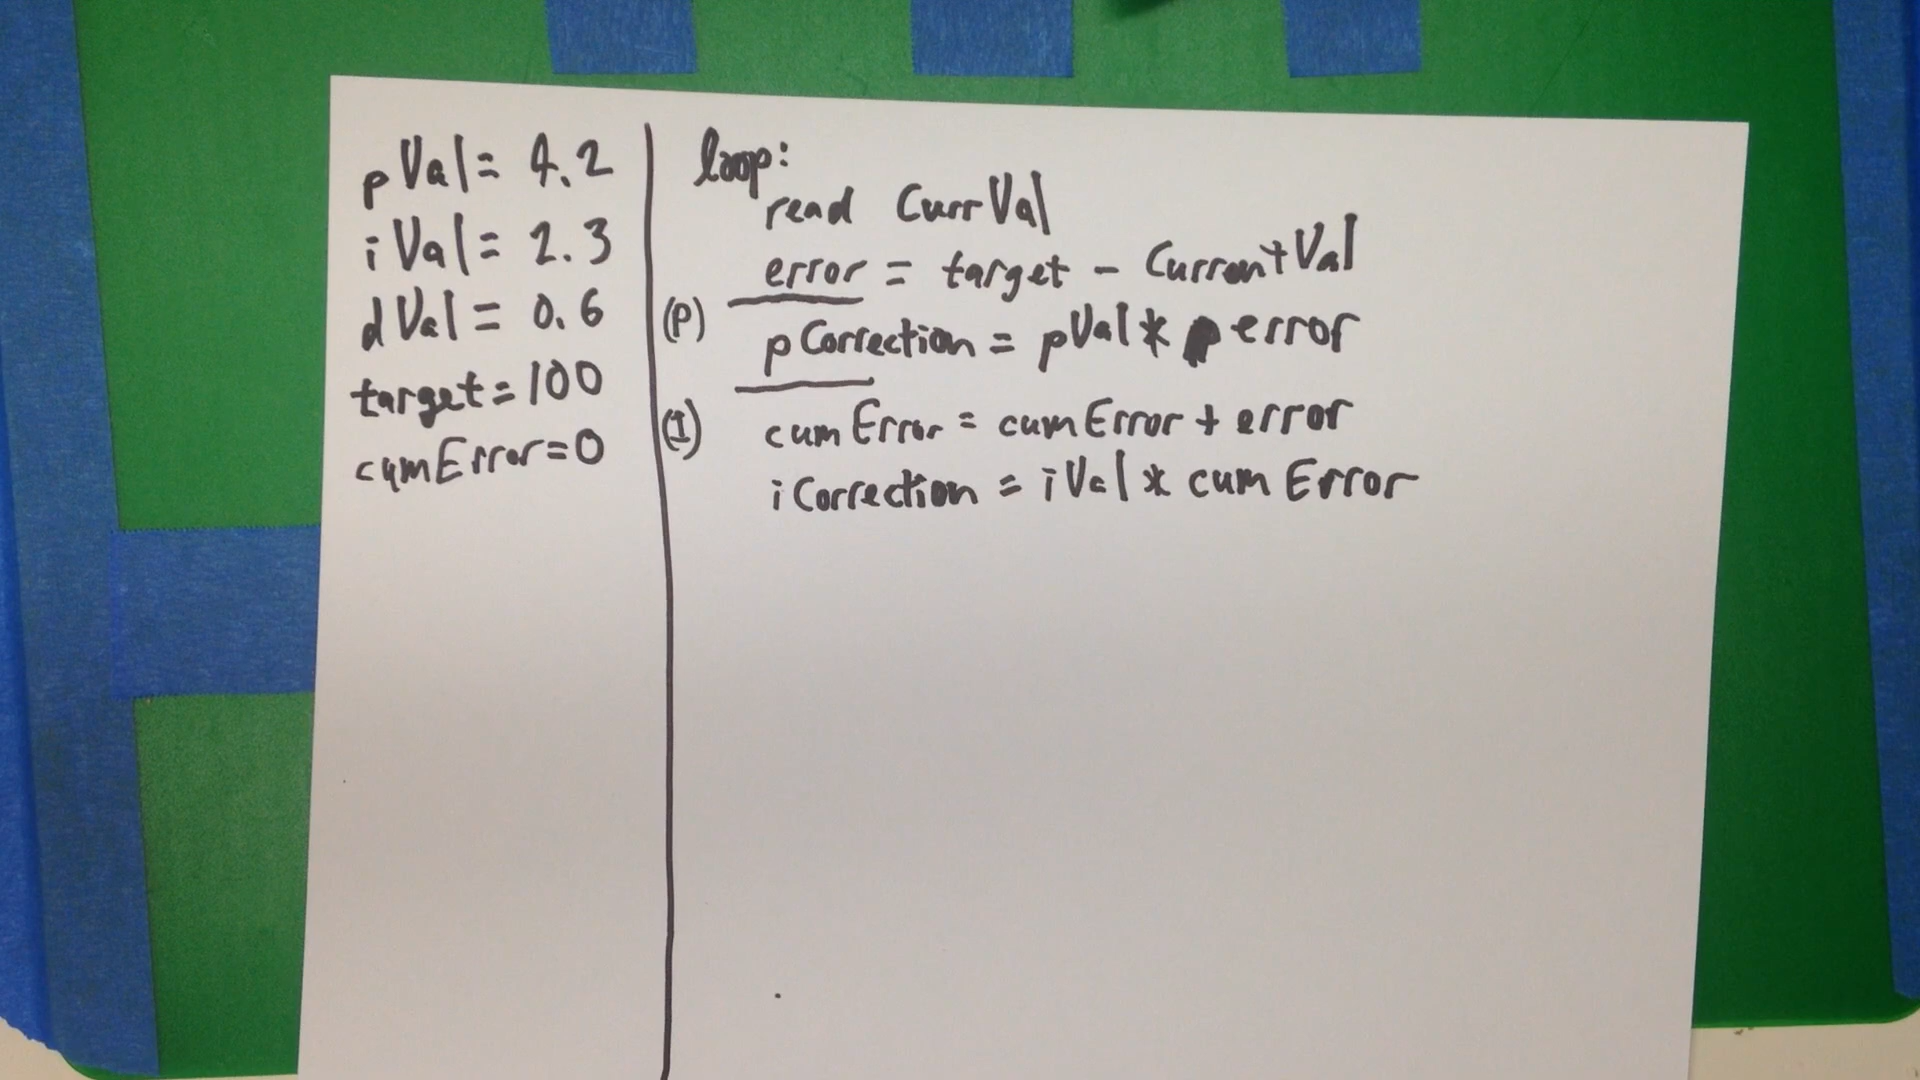 pVal = 4.2
iVal = 2.3
dVal = 0.6
target = 100
cumError = 0
loop:
read CurrVal
error = target - CurrentVal
(P)
pCorrection = pVal * error
(I)
cumError = cumError + error
iCorrection = iVal * cumError